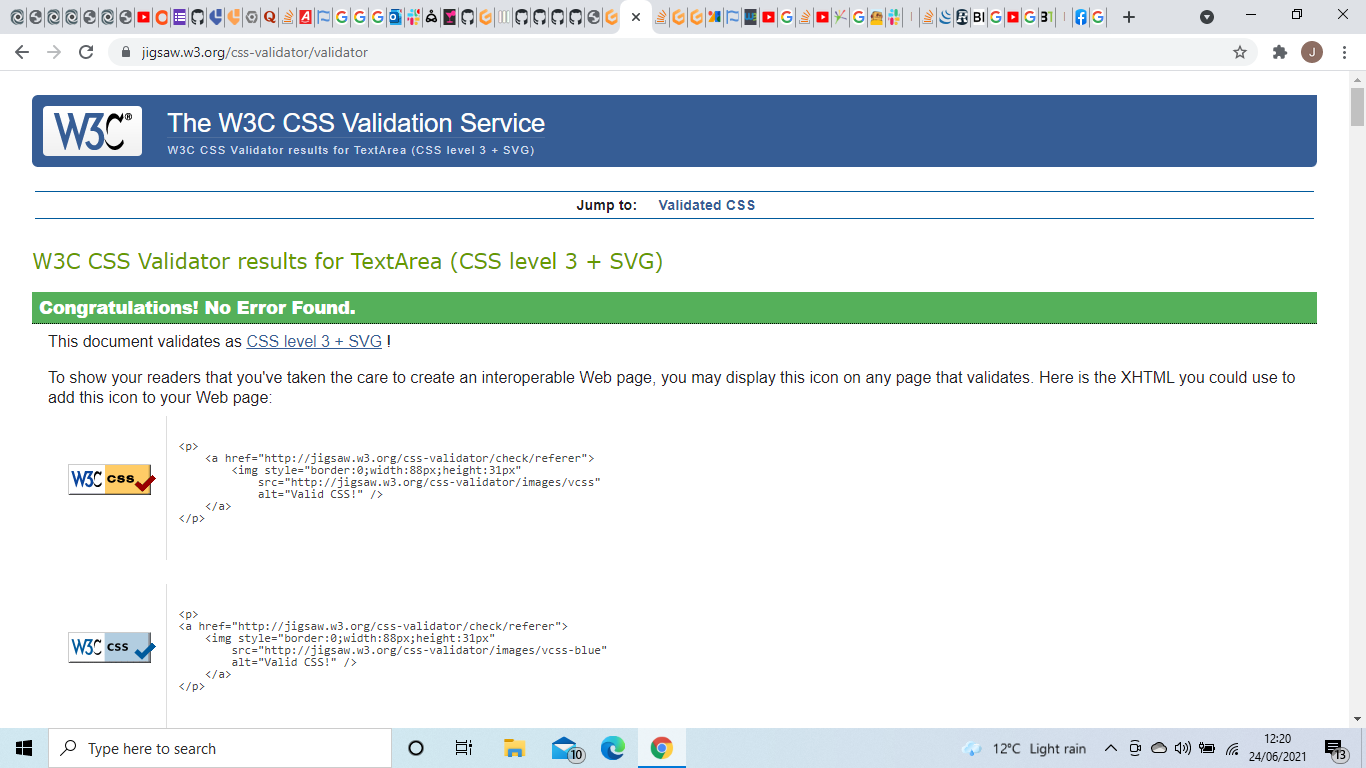 jigsaw.w3.org/css-validator/validator
J
W3C®
The W3C CSS Validation Service
W3C CSS Validator results for TextArea (CSS level 3 + SVG)
Jump to: Validated CSS
W3C CSS Validator results for TextArea (CSS level 3 + SVG)
Congratulations! No Error Found.
This document validates as CSS level 3 + SVG !
To show your readers that you've taken the care to create an interoperable Web page, you may display this icon on any page that validates. Here is the XHTML you could use to
add this icon to your Web page:
W3C CSS
<p>
<a href="http://jigsaw.w3.org/css-validator/check/referer">
<img style="border:0;width:88px;height:31px"
src="http://jigsaw.w3.org/css-validator/images/vcss"
alt="Valid CSS!" />
</a>
</p>
W3C CSS
<p>
<a href="http://jigsaw.w3.org/css-validator/check/referer">
<img style="border:0;width:88px;height:31px"
src="http://jigsaw.w3.org/css-validator/images/vcss-blue"
alt="Valid CSS!" />
</a>
</p>
Type here to search
10
12°C Light rain
12:20
24/06/2021
13